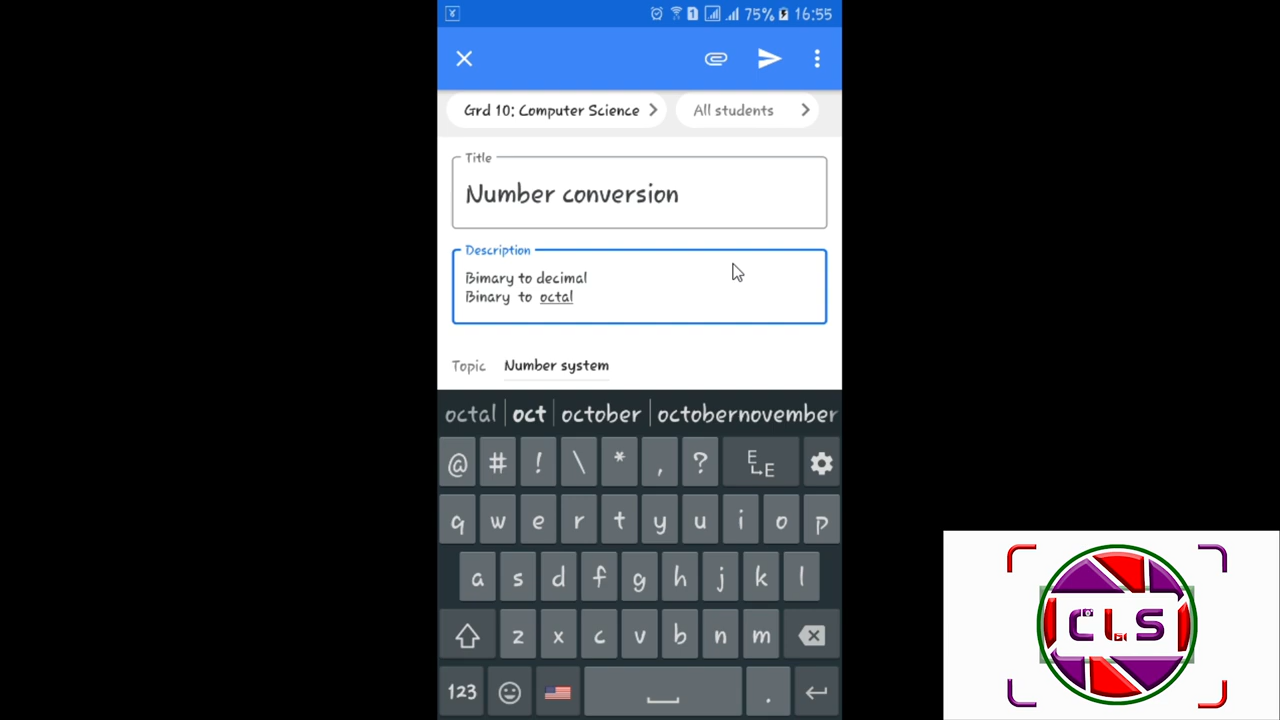 1 75% 16:55
Grd 10: Computer Science All students
Title
Number conversion
Description
Bimary to decimal
Binary to octal
Topic Number system
octal oct october octobernovember
@ # ! \ * , ? E E
q w e r t y u i o p
a s d f g h j k l
z x c v b n m
123 .
CLS